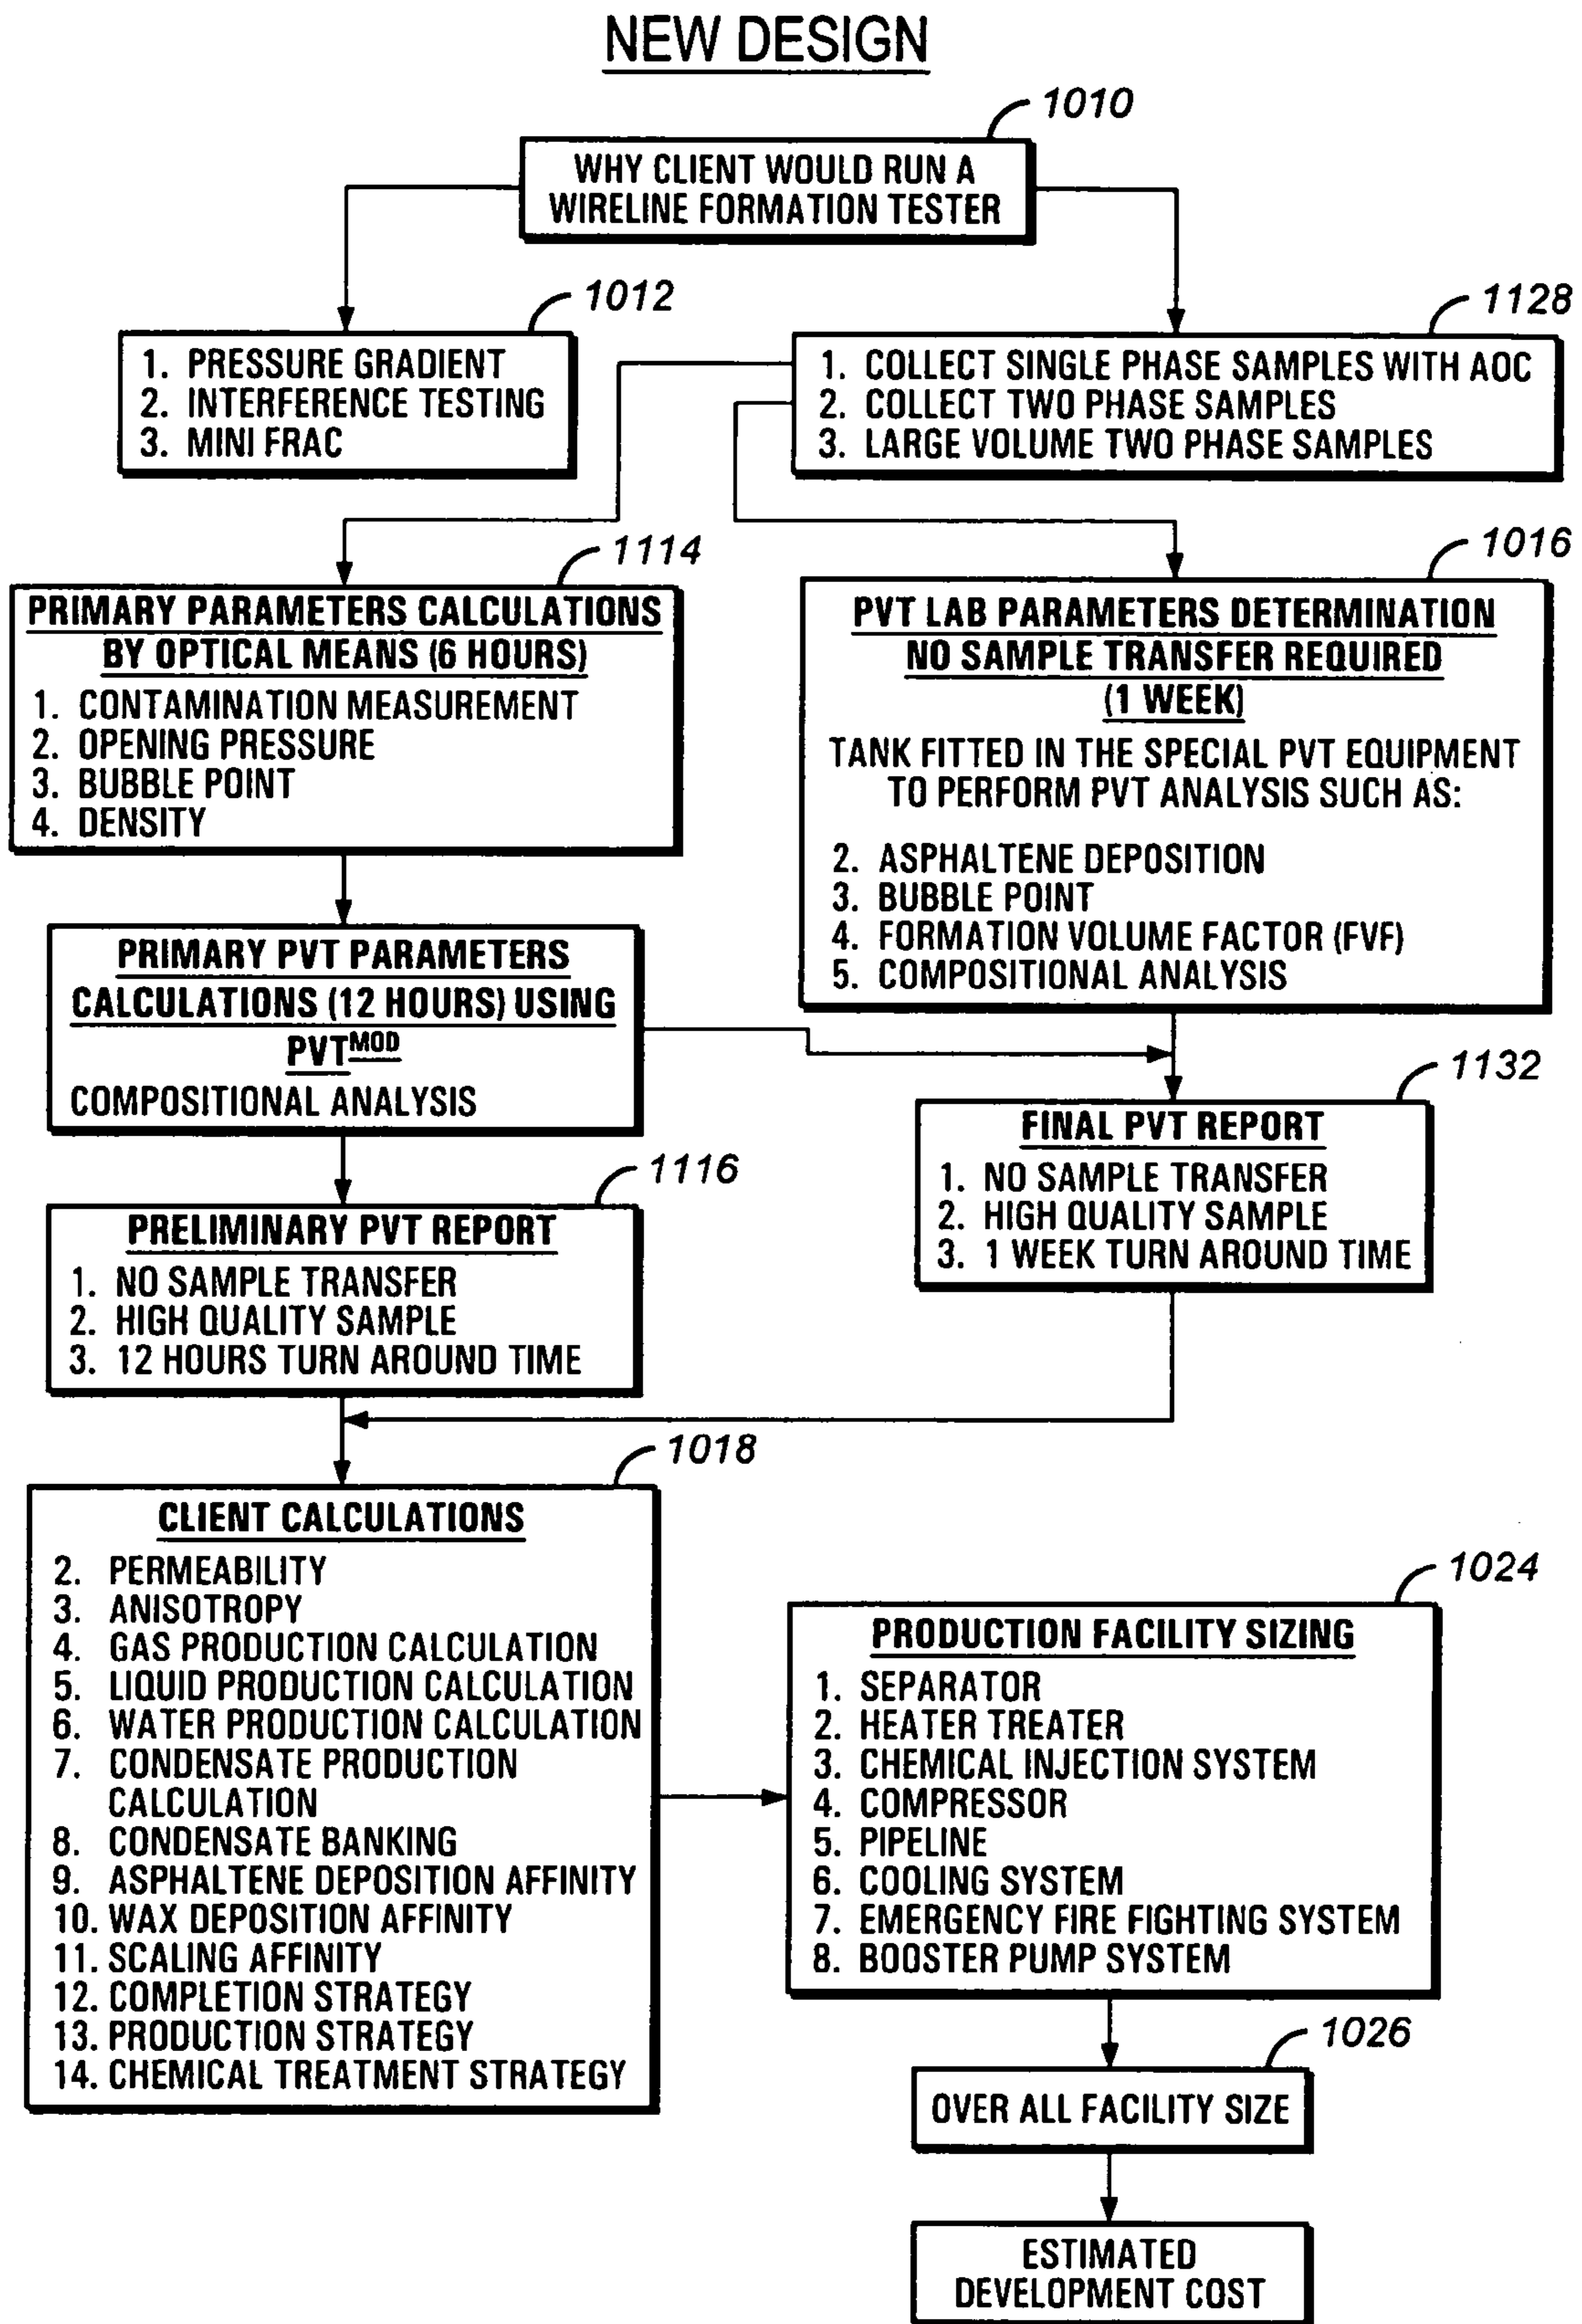 NEW DESIGN
1010
WHY CLIENT WOULD RUN A
WIRELINE FORMATION TESTER
1012
1. PRESSURE GRADIENT
2. INTERFERENCE TESTING
3. MINI FRAC
1128
1. COLLECT SINGLE PHASE SAMPLES WITH AOC
2. COLLECT TWO PHASE SAMPLES
3. LARGE VOLUME TWO PHASE SAMPLES
1114
PRIMARY PARAMETERS CALCULATIONS
BY OPTICAL MEANS (6 HOURS)
1. CONTAMINATION MEASUREMENT
2. OPENING PRESSURE
3. BUBBLE POINT
4. DENSITY
1016
PVT LAB PARAMETERS DETERMINATION
NO SAMPLE TRANSFER REQUIRED
(1 WEEK)
TANK FITTED IN THE SPECIAL PVT EQUIPMENT
TO PERFORM PVT ANALYSIS SUCH AS:
2. ASPHALTENE DEPOSITION
3. BUBBLE POINT
4. FORMATION VOLUME FACTOR (FVF)
5. COMPOSITIONAL ANALYSIS
PRIMARY PVT PARAMETERS
CALCULATIONS (12 HOURS) USING
PVTMOD
COMPOSITIONAL ANALYSIS
1132
FINAL PVT REPORT
1. NO SAMPLE TRANSFER
2. HIGH QUALITY SAMPLE
3. 1 WEEK TURN AROUND TIME
1116
PRELIMINARY PVT REPORT
1. NO SAMPLE TRANSFER
2. HIGH QUALITY SAMPLE
3. 12 HOURS TURN AROUND TIME
1018
CLIENT CALCULATIONS
2. PERMEABILITY
3. ANISOTROPY
4. GAS PRODUCTION CALCULATION
5. LIQUID PRODUCTION CALCULATION
6. WATER PRODUCTION CALCULATION
7. CONDENSATE PRODUCTION
CALCULATION
8. CONDENSATE BANKING
9. ASPHALTENE DEPOSITION AFFINITY
10. WAX DEPOSITION AFFINITY
11. SCALING AFFINITY
12. COMPLETION STRATEGY
13. PRODUCTION STRATEGY
14. CHEMICAL TREATMENT STRATEGY
1024
PRODUCTION FACILITY SIZING
1. SEPARATOR
2. HEATER TREATER
3. CHEMICAL INJECTION SYSTEM
4. COMPRESSOR
5. PIPELINE
6. COOLING SYSTEM
7. EMERGENCY FIRE FIGHTING SYSTEM
8. BOOSTER PUMP SYSTEM
1026
OVER ALL FACILITY SIZE
ESTIMATED
DEVELOPMENT COST